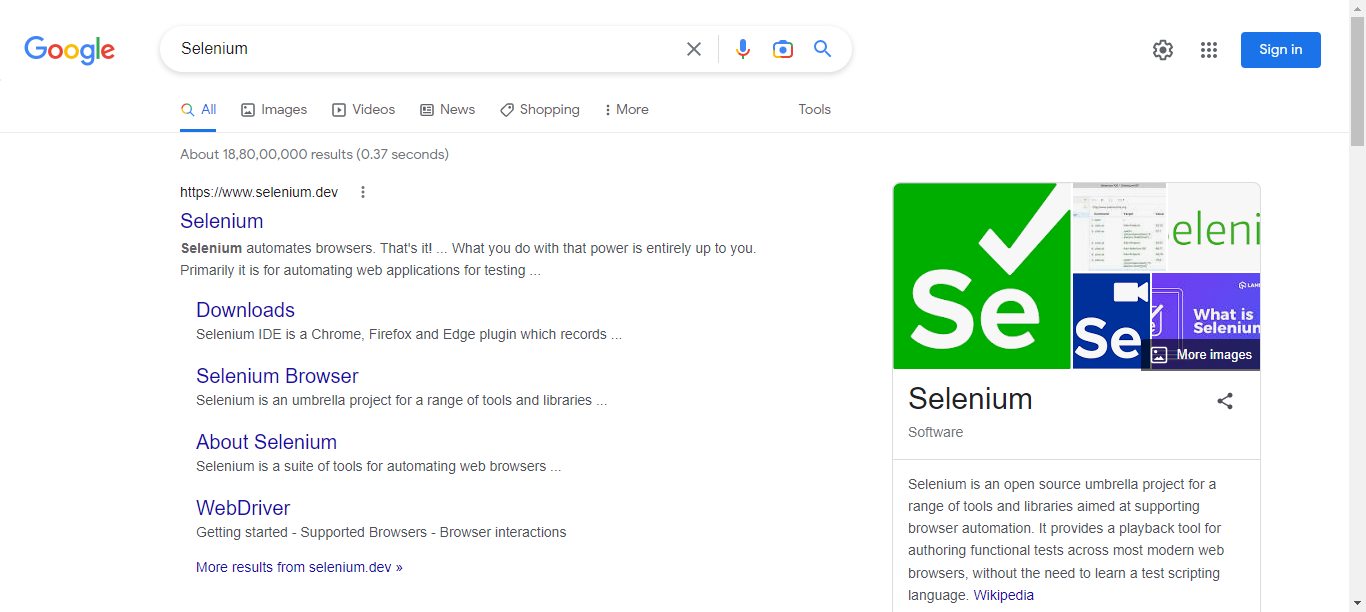 Google
Selenium
Sign in
All
Images
Videos
News
Shopping
More
Tools
About 18,80,00,000 results (0.37 seconds)
https://www.selenium.dev
Selenium
Selenium automates browsers. That's it! ... What you do with that power is entirely up to you.
Primarily it is for automating web applications for testing ...
Downloads
Selenium IDE is a Chrome, Firefox and Edge plugin which records ...
Selenium Browser
Selenium is an umbrella project for a range of tools and libraries ...
About Selenium
Selenium is a suite of tools for automating web browsers ...
WebDriver
Getting started - Supported Browsers - Browser interactions
More results from selenium.dev »
Se
eleni
Se
What is
Selenium
More images
Selenium
Software
Selenium is an open source umbrella project for a
range of tools and libraries aimed at supporting
browser automation. It provides a playback tool for
authoring functional tests across most modern web
browsers, without the need to learn a test scripting
language. Wikipedia